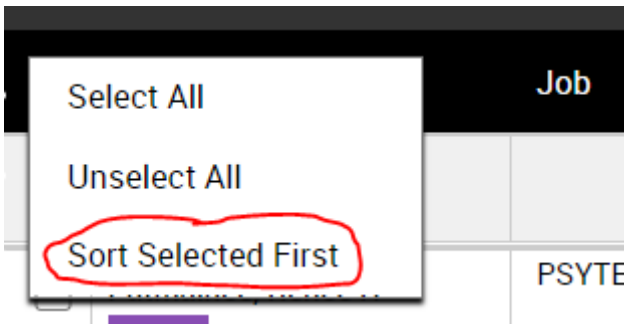 Select All
Job
Unselect All
Sort Selected First
PSYTE